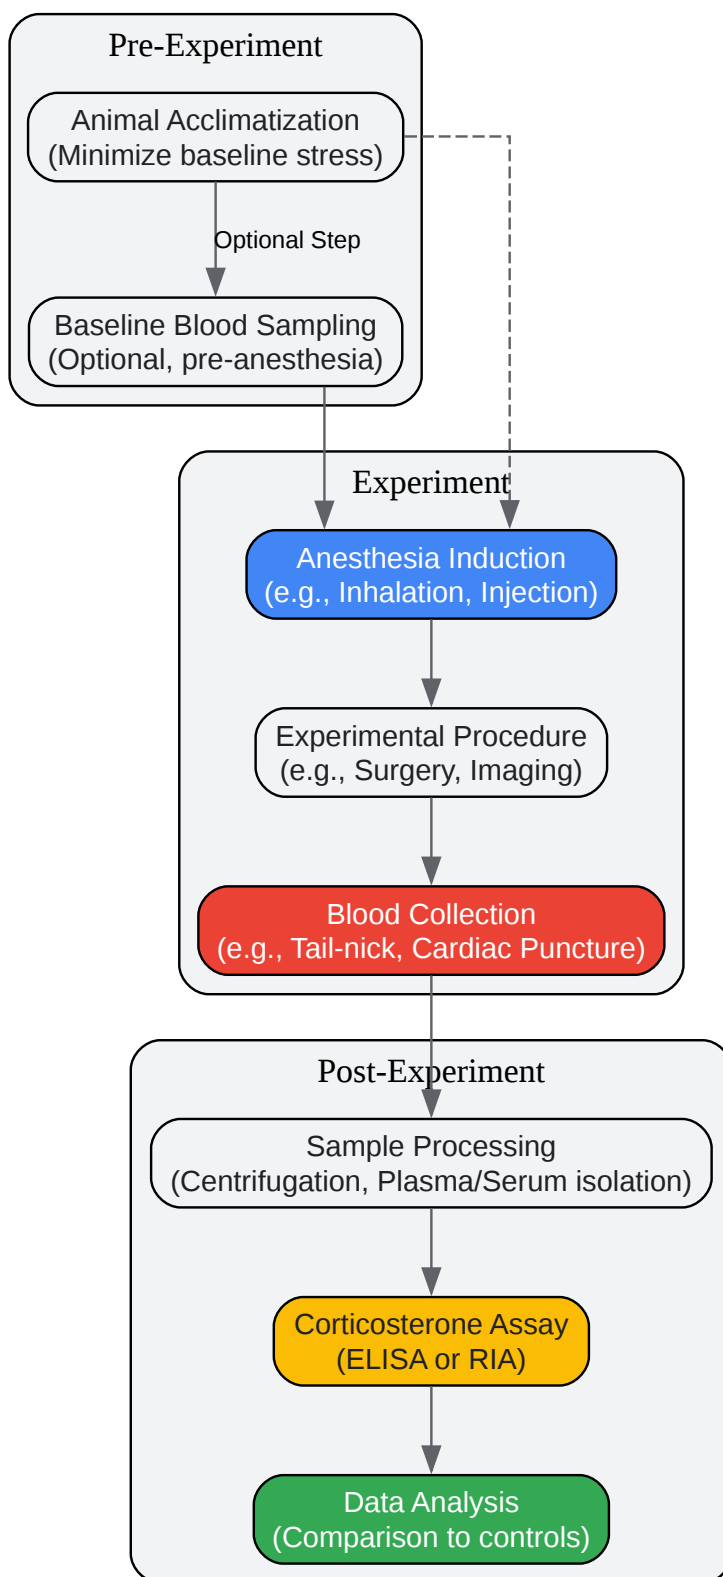 Pre-Experiment
Animal Acclimatization
(Minimize baseline stress)
Optional Step
Baseline Blood Sampling
(Optional, pre-anesthesia)
Experiment
Anesthesia Induction
(e.g., Inhalation, Injection)
Experimental Procedure
(e.g., Surgery, Imaging)
Blood Collection
(e.g., Tail-nick, Cardiac Puncture)
Post-Experiment
Sample Processing
(Centrifugation, Plasma/Serum isolation)
Corticosterone Assay
(ELISA or RIA)
Data Analysis
(Comparison to controls)